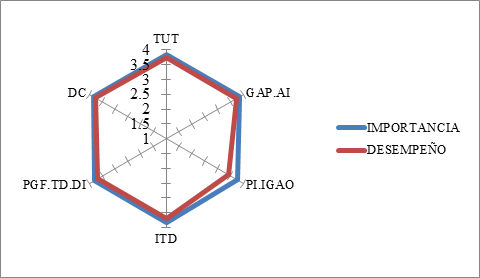 TUT
4
3.5
3
2.5
2
1.5
1
GAP.AI
PI.IGAO
ITD
PGF.TD.DI
DC
IMPORTANCIA
DESEMPEÑO